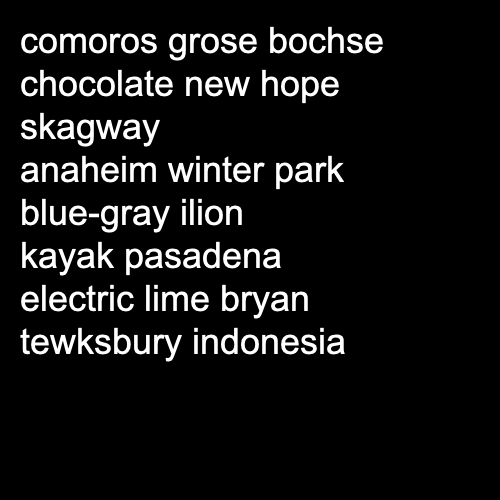 comoros grose bochse
chocolate new hope
skagway
anaheim winter park
blue-gray ilion
kayak pasadena
electric lime bryan
tewksbury indonesia